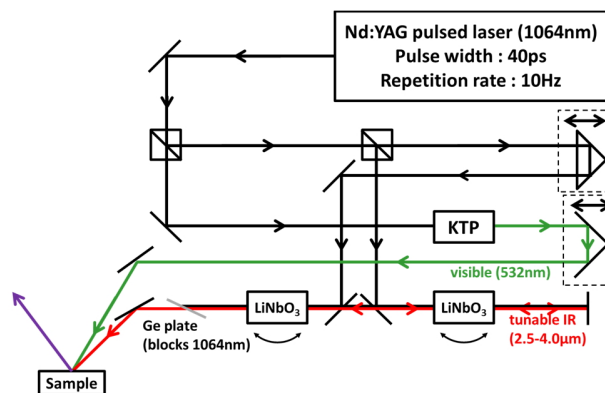 Nd:YAG pulsed laser (1064nm)
Pulse width : 40ps
Repetition rate : 10Hz
KTP
visible (532nm)
LiNbO₃
LiNbO₃
Ge plate
(blocks 1064nm)
tunable IR
(2.5-4.0μm)
Sample